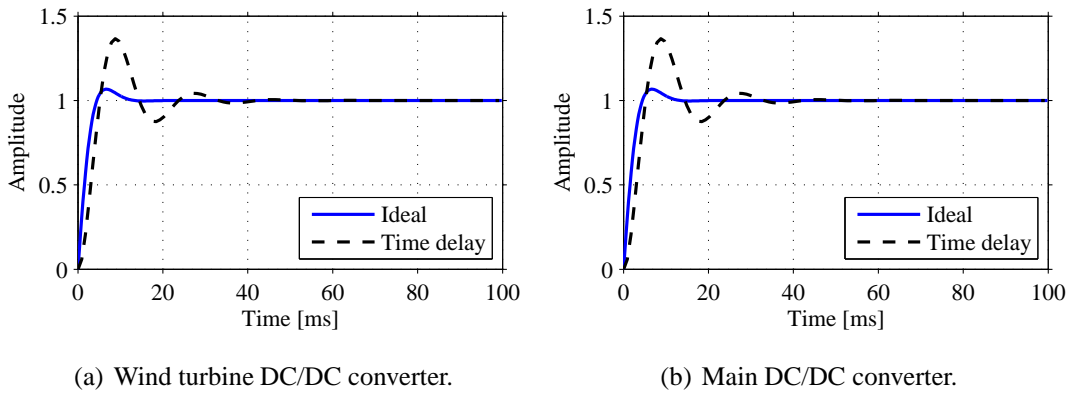 1.5
1
0.5
0
Amplitude
0 20 40 60 80 100
Time [ms]
Ideal
Time delay
(a) Wind turbine DC/DC converter.
1.5
1
0.5
0
Amplitude
0 20 40 60 80 100
Time [ms]
Ideal
Time delay
(b) Main DC/DC converter.